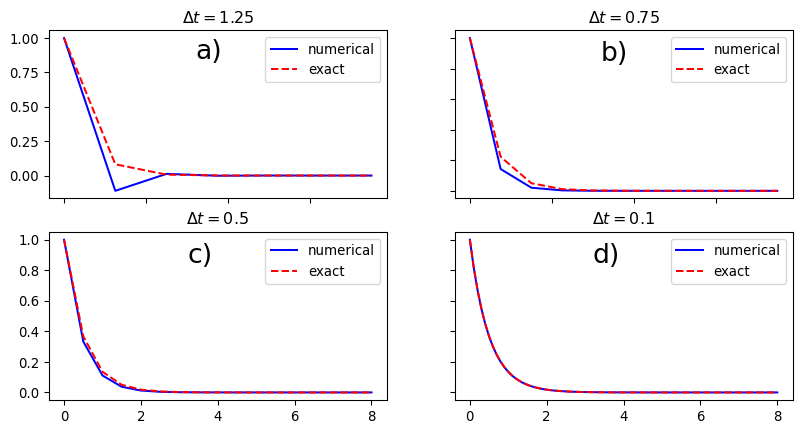 Δt = 1.25
a)
numerical
exact
1.00
0.75
0.50
0.25
0.00
Δt = 0.75
b)
numerical
exact
Δt = 0.5
c)
numerical
exact
1.0
0.8
0.6
0.4
0.2
0.0
0 2 4 6 8
Δt = 0.1
d)
numerical
exact
0 2 4 6 8